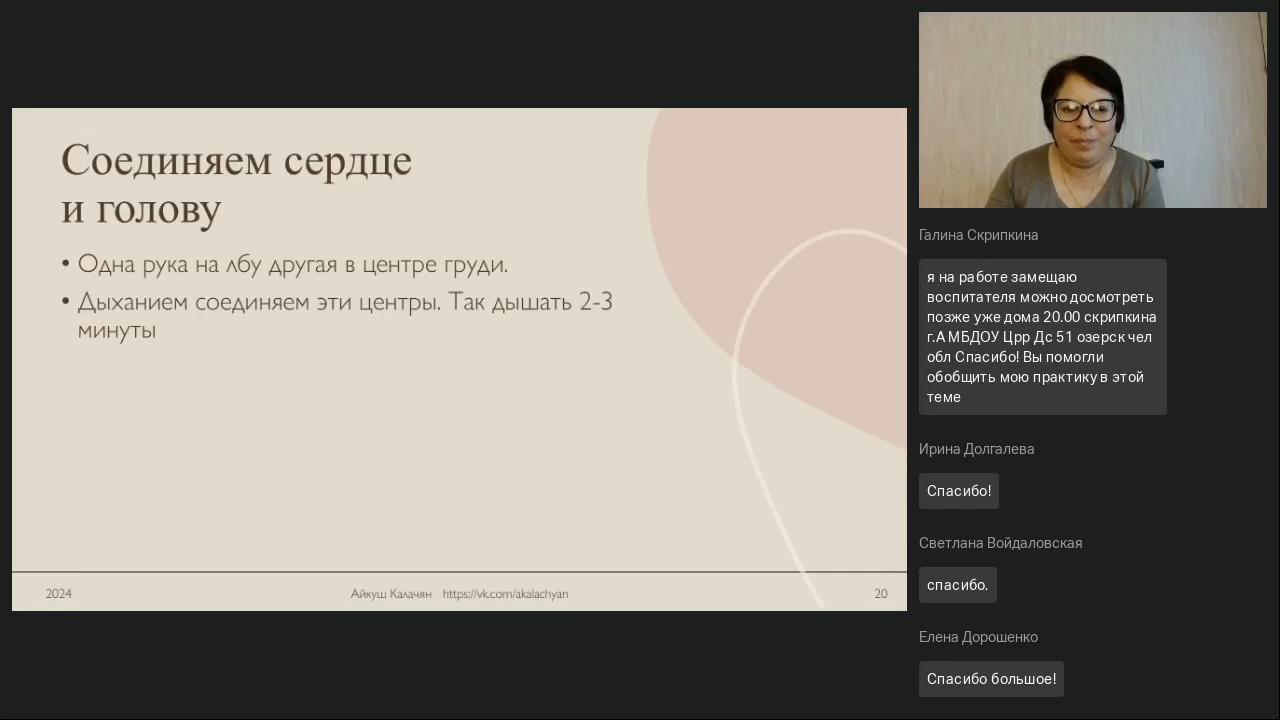 Соединяем сердце
и голову
• Одна рука на лбу другая в центре груди.
• Дыханием соединяем эти центры. Так дышать 2-3
минуты
2024
Айкуш Калачян https://vk.com/akalachyan
20
Галина Скрипкина
я на работе замещаю
воспитателя можно досмотреть
позже уже дома 20.00 скрипкина
г.А МБДОУ Црр Дс 51 озерск чел
обл Спасибо! Вы помогли
обобщить мою практику в этой
теме
Ирина Долгалева
Спасибо!
Светлана Войдаловская
спасибо.
Елена Дорошенко
Спасибо большое!